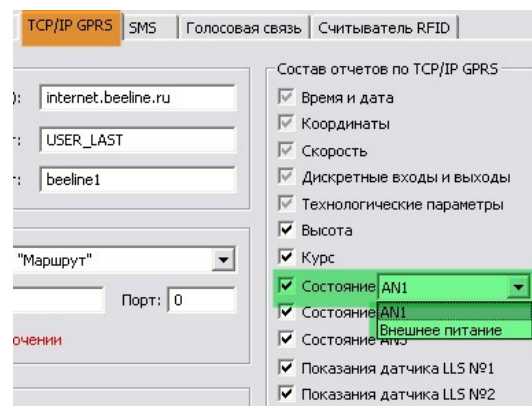 TCP/IP GPRS SMS Голосовая связь Считыватель RFID
Состав отчетов по TCP/IP GPRS
): internet.beeline.ru
Время и дата
Координаты
USER_LAST
Скорость
beeline1
Дискретные входы и выходы
Технологические параметры
Высота
"Маршрут"
Курс
Состояние AN1
Порт: 0
Состояние AN1
Внешнее питание
очении
Состояние AN3
Показания датчика LLS №1
Показания датчика LLS №2